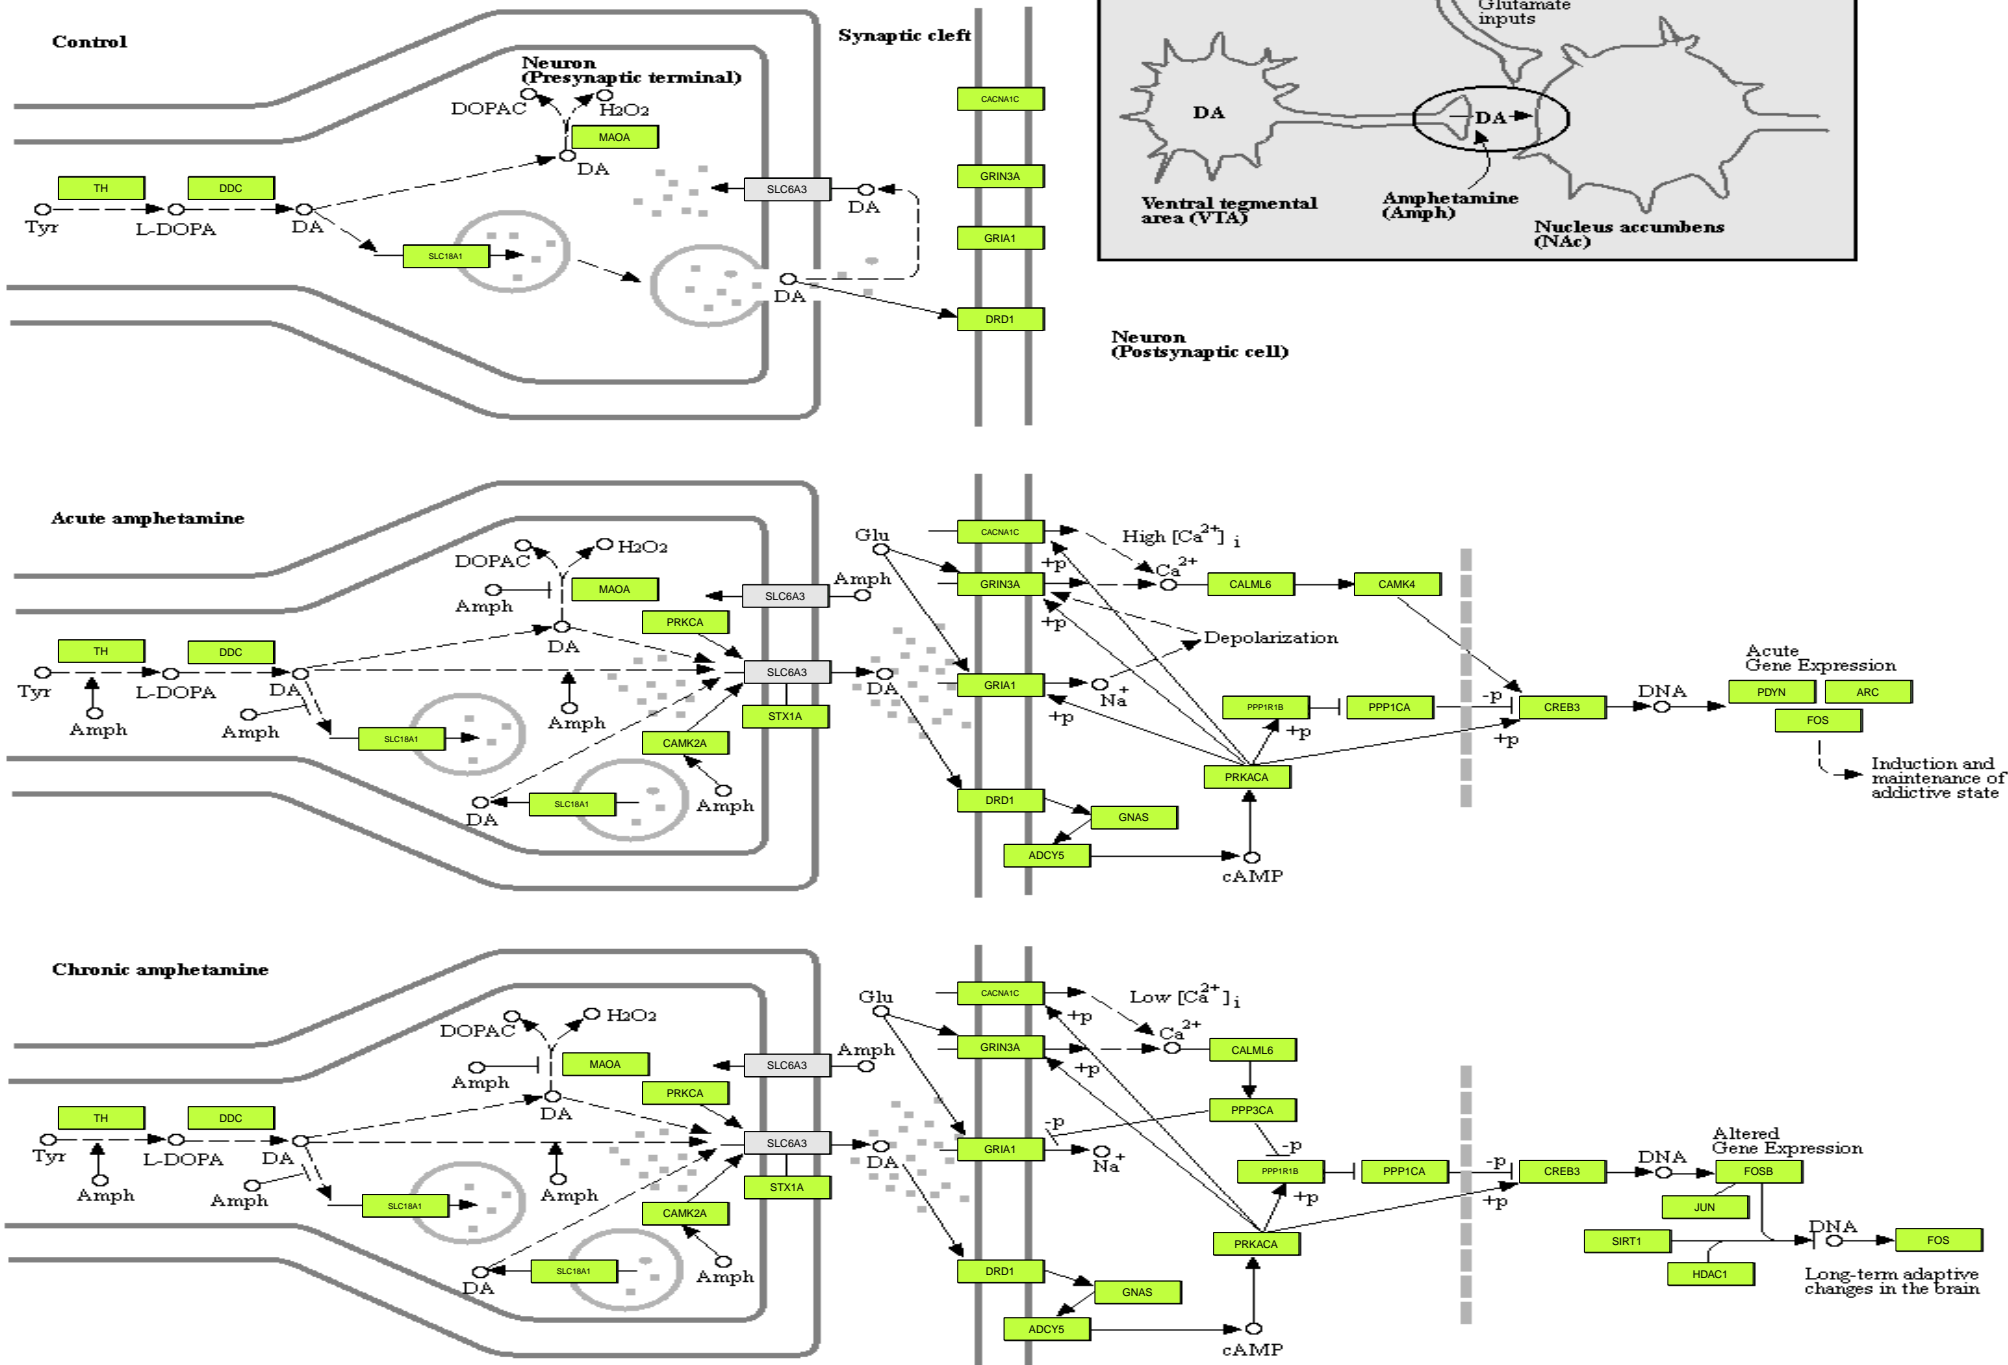 Control
Neuron
(Presynaptic terminal)
Synaptic cleft
DOPAC
H2O2
MAOA
DA
TH
DDC
Tyr
L-DOPA
DA
SLC18A1
SLC6A3
DA
DA
CACNA1C
GRIN3A
GRIA1
DRD1
Neuron
(Postsynaptic cell)
Glutamate
inputs
DA
DA
Ventral tegmental
area (VTA)
Amphetamine
(Amph)
Nucleus accumbens
(NAc)
Acute amphetamine
DOPAC
H2O2
Amph
MAOA
DA
PRKCA
SLC6A3
Amph
TH
DDC
Tyr
L-DOPA
DA
Amph
Amph
Amph
SLC6A3
STX1A
DA
SLC18A1
CAMK2A
Amph
SLC18A1
DA
Glu
CACNA1C
High [Ca2+] i
+p
Ca2+
GRIN3A
CALML6
CAMK4
+p
Depolarization
GRIA1
Na+
+p
PPP1R1B
PPP1CA
-p
CREB3
DNA
+p
+p
PRKACA
DRD1
GNAS
ADCY5
cAMP
Acute
Gene Expression
PDYN
ARC
FOS
Induction and
maintenance of
addictive state
Chronic amphetamine
DOPAC
H2O2
Amph
MAOA
DA
PRKCA
SLC6A3
Amph
TH
DDC
Tyr
L-DOPA
DA
Amph
Amph
Amph
SLC6A3
STX1A
DA
SLC18A1
CAMK2A
Amph
SLC18A1
DA
Glu
CACNA1C
Low [Ca2+] i
+p
Ca2+
GRIN3A
CALML6
+p
PPP3CA
-p
-p
GRIA1
Na+
PPP1R1B
PPP1CA
-p
CREB3
DNA
+p
+p
PRKACA
DRD1
GNAS
ADCY5
cAMP
Altered
Gene Expression
FOSB
JUN
SIRT1
HDAC1
DNA
FOS
Long-term adaptive
changes in the brain